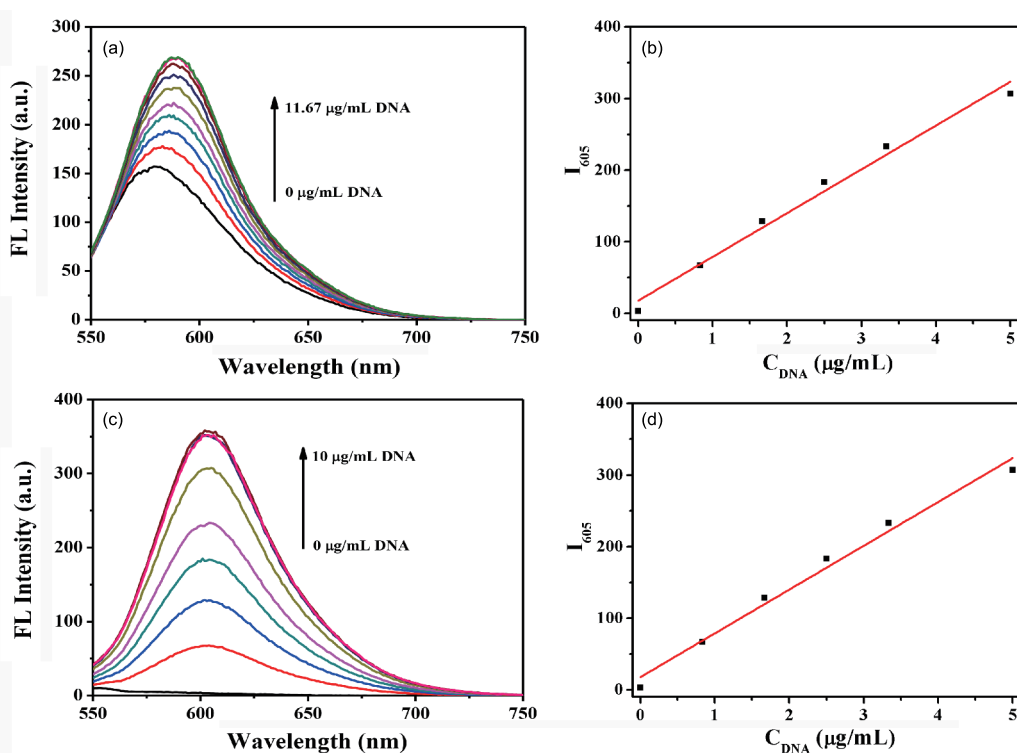 (a)
300
250
200
150
100
50
0
FL Intensity (a.u.)
11.67 μg/mL DNA
0 μg/mL DNA
550 600 650 700 750
Wavelength (nm)
(b)
400
300
200
100
0
I605
0 1 2 3 4 5
CDNA (μg/mL)
(c)
400
300
200
100
0
FL Intensity (a.u.)
10 μg/mL DNA
0 μg/mL DNA
550 600 650 700 750
Wavelength (nm)
(d)
400
300
200
100
0
I605
0 1 2 3 4 5
CDNA (μg/mL)